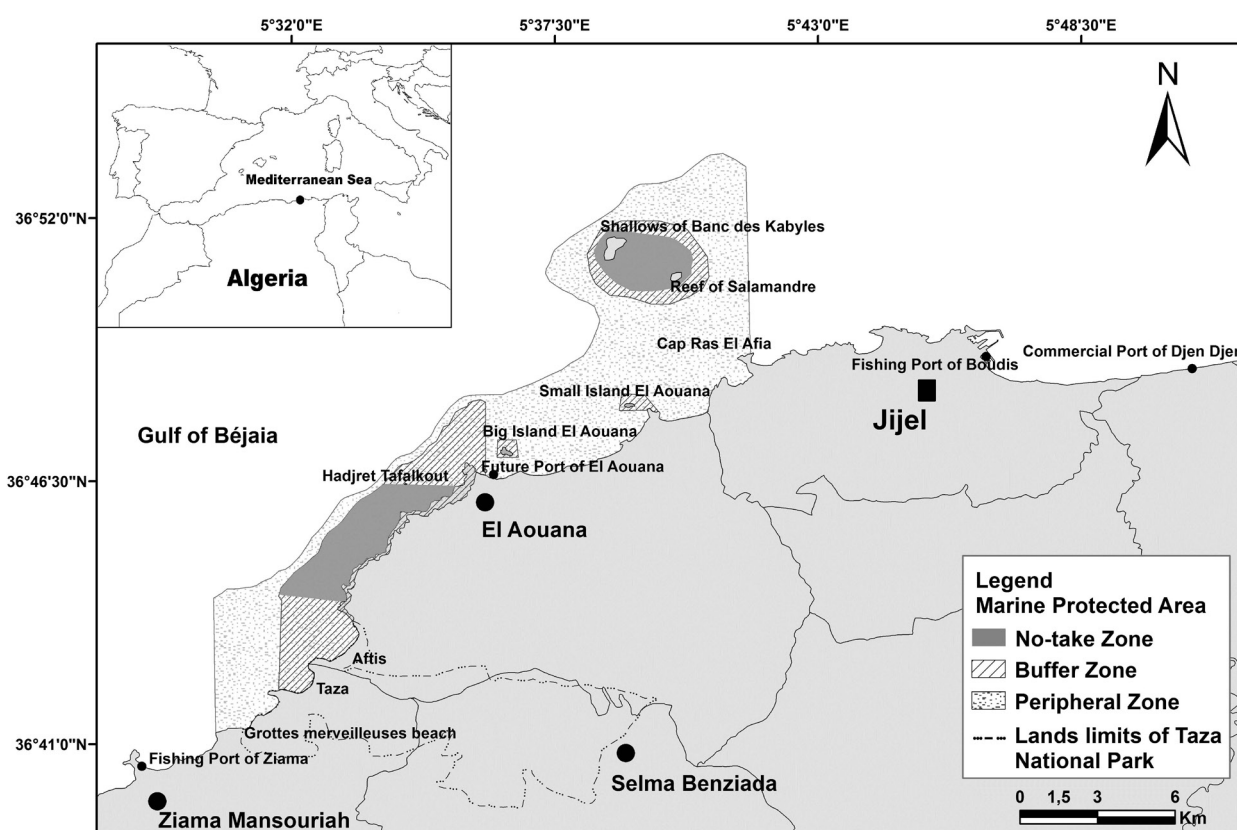 5°32'0"E
5°37'30"E
5°43'0"E
5°48'30"E
N
Mediterranean Sea
Algeria
36°52'0"N
Shallows of Banc des Kabyles
Reef of Salamandre
Cap Ras El Afia
Fishing Port of Boudis
Commercial Port of Djen Djen
Jijel
Small Island El Aouana
Big Island El Aouana
Gulf of Béjaia
Hadjret Tafalkout
Future Port of El Aouana
36°46'30"N
El Aouana
Aftis
Taza
Grottes merveilleuses beach
36°41'0"N
Fishing Port of Ziama
Selma Benziada
Ziama Mansouriah
Legend
Marine Protected Area
No-take Zone
Buffer Zone
Peripheral Zone
Lands limits of Taza
National Park
0 1,5 3 6
Km